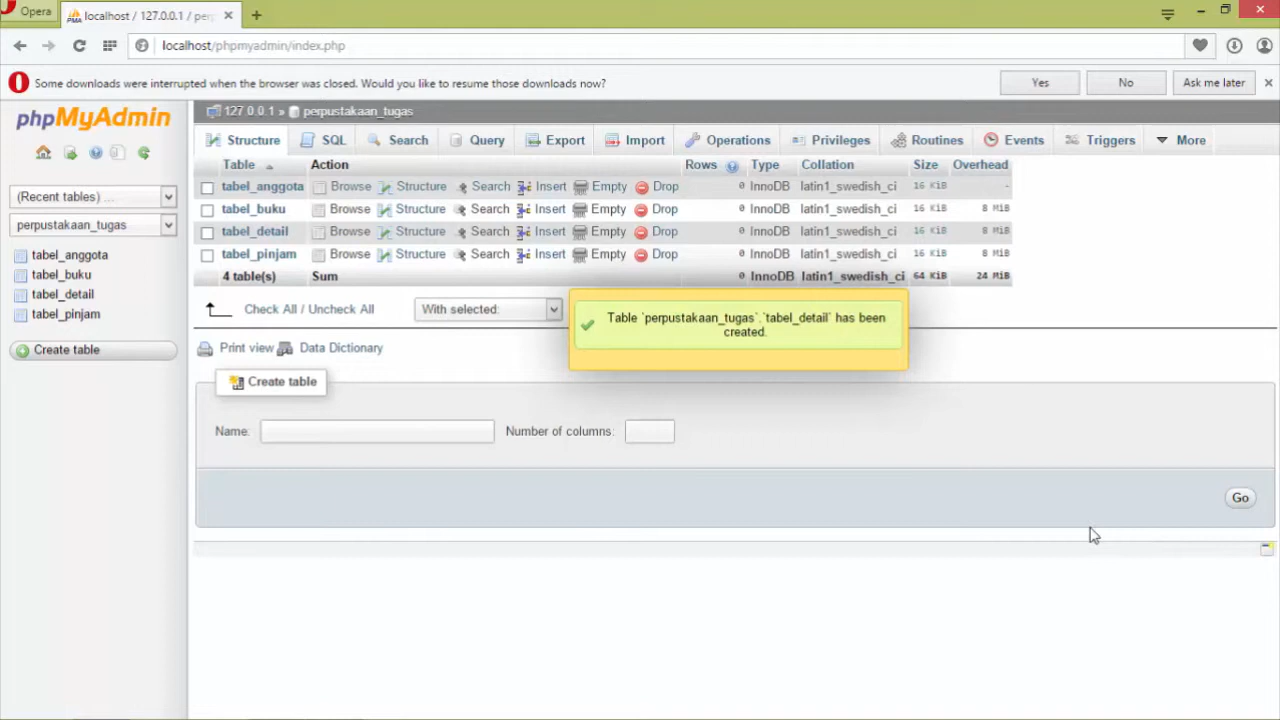 Opera
localhost / 127.0.0.1 / per
localhost/phpmyadmin/index.php
Some downloads were interrupted when the browser was closed. Would you like to resume those downloads now?
Yes
No
Ask me later
phpMyAdmin
127.0.0.1 » perpustakaan_tugas
Structure SQL Search Query Export Import Operations Privileges Routines Events Triggers More
(Recent tables) ...
perpustakaan_tugas
tabel_anggota
tabel_buku
tabel_detail
tabel_pinjam
Create table
Table Action Rows Type Collation Size Overhead
tabel_anggota Browse Structure Search Insert Empty Drop 0 InnoDB latin1_swedish_ci 16 KiB -
tabel_buku Browse Structure Search Insert Empty Drop 0 InnoDB latin1_swedish_ci 16 KiB 8 MiB
tabel_detail Browse Structure Search Insert Empty Drop 0 InnoDB latin1_swedish_ci 16 KiB 8 MiB
tabel_pinjam Browse Structure Search Insert Empty Drop 0 InnoDB latin1_swedish_ci 16 KiB 8 MiB
4 table(s) Sum 0 InnoDB latin1_swedish_ci 64 KiB 24 MiB
Check All / Uncheck All
With selected:
Table `perpustakaan_tugas`.`tabel_detail` has been
created.
Print view Data Dictionary
Create table
Name:
Number of columns:
Go